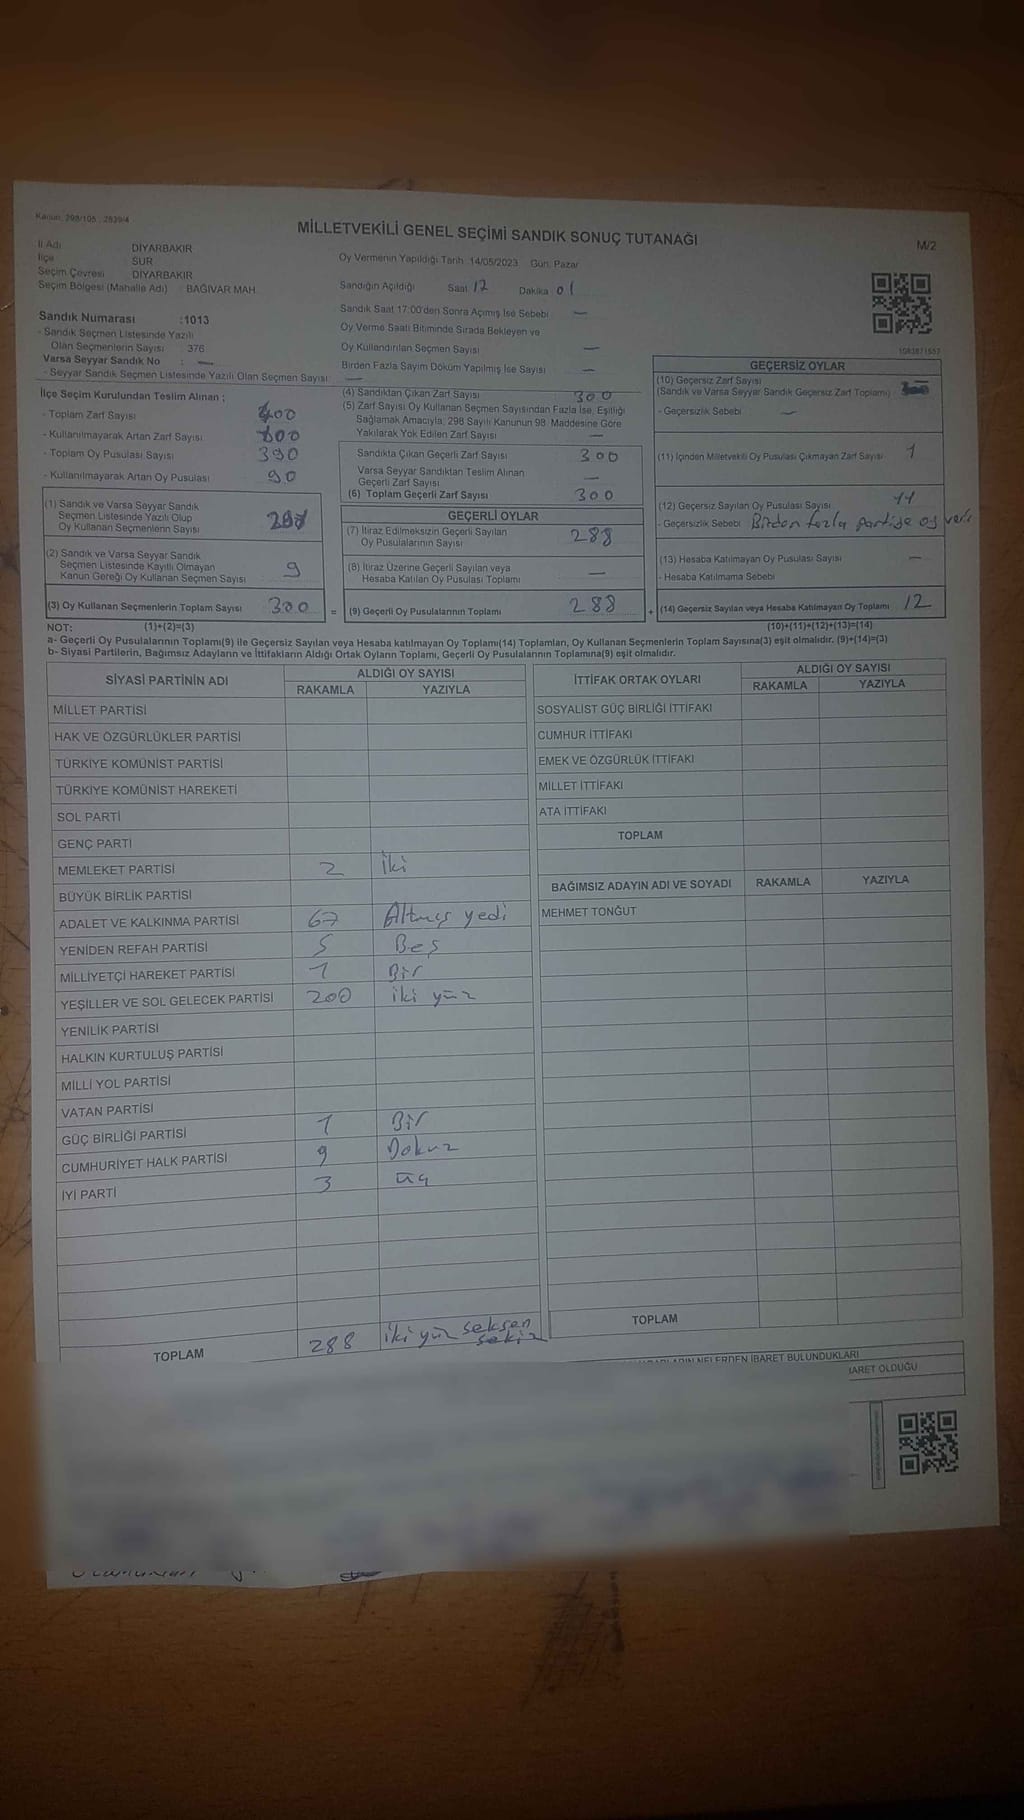 Kanun: 298/105 ; 2839/4
MİLLETVEKİLİ GENEL SEÇİMİ SANDIK SONUÇ TUTANAĞI
M/2
İl Adı DİYARBAKIR
İlçe SUR
Seçim Çevresi DİYARBAKIR
Seçim Bölgesi (Mahalle Adı) : BAĞIVAR MAH.
Sandık Numarası :1013
- Sandık Seçmen Listesinde Yazılı
Olan Seçmenlerin Sayısı : 376
Varsa Seyyar Sandık No : —
- Seyyar Sandık Seçmen Listesinde Yazılı Olan Seçmen Sayısı : —
Oy Vermenin Yapıldığı Tarih :14/05/2023 Gün: Pazar
Sandığın Açıldığı Saat 17 Dakika 01
Sandık Saat 17:00'den Sonra Açımış İse Sebebi —
Oy Verme Saati Bitiminde Sırada Bekleyen ve
Oy Kullandırılan Seçmen Sayısı —
Birden Fazla Sayım Döküm Yapılmış İse Sayısı —
1083871557
İlçe Seçim Kurulundan Teslim Alınan ;
- Toplam Zarf Sayısı 400
- Kullanılmayarak Artan Zarf Sayısı 100
- Toplam Oy Pusulası Sayısı 390
- Kullanılmayarak Artan Oy Pusulası 90
(1) Sandık ve Varsa Seyyar Sandık
Seçmen Listesinde Yazılı Olup
Oy Kullanan Seçmenlerin Sayısı
(2) Sandık ve Varsa Seyyar Sandık
Seçmen Listesinde Kayıtlı Olmayan
Kanun Gereği Oy Kullanan Seçmen Sayısı 9
(3) Oy Kullanan Seçmenlerin Toplam Sayısı 300 =
(4) Sandıktan Çıkan Zarf Sayısı 300
(5) Zarf Sayısı Oy Kullanan Seçmen Sayısından Fazla İse, Eşitliği
Sağlamak Amacıyla; 298 Sayılı Kanunun 98. Maddesine Göre
Yakılarak Yok Edilen Zarf Sayısı —
Sandıkta Çıkan Geçerli Zarf Sayısı 300
Varsa Seyyar Sandıktan Teslim Alınan
Geçerli Zarf Sayısı —
(6) Toplam Geçerli Zarf Sayısı 300
GEÇERLİ OYLAR
(7) İtiraz Edilmeksizin Geçerli Sayılan
Oy Pusulalarının Sayısı 288
(8) İtiraz Üzerine Geçerli Sayılan veya
Hesaba Katılan Oy Pusulası Toplamı —
(9) Geçerli Oy Pusulalarının Toplamı 288 +
GEÇERSİZ OYLAR
(10) Geçersiz Zarf Sayısı
(Sandık ve Varsa Seyyar Sandık Geçersiz Zarf Toplamı)
- Geçersizlik Sebebi —
(11) İçinden Milletvekili Oy Pusulası Çıkmayan Zarf Sayısı 1
(12) Geçersiz Sayılan Oy Pusulası Sayısı 11
- Geçersizlik Sebebi Birden fazla partiye oy veri
(13) Hesaba Katılmayan Oy Pusulası Sayısı —
- Hesaba Katılmama Sebebi
(14) Geçersiz Sayılan veya Hesaba Katılmayan Oy Toplamı 12
NOT: (1)+(2)=(3)
(10)+(11)+(12)+(13)=(14)
a- Geçerli Oy Pusulalarının Toplamı(9) ile Geçersiz Sayılan veya Hesaba katılmayan Oy Toplamı(14) Toplamları, Oy Kullanan Seçmenlerin Toplam Sayısına(3) eşit olmalıdır. (9)+(14)=(3)
b- Siyasi Partilerin, Bağımsız Adayların ve İttifakların Aldığı Ortak Oyların Toplamı, Geçerli Oy Pusulalarının Toplamına(9) eşit olmalıdır.
SİYASİ PARTİNİN ADI ALDIĞI OY SAYISI
RAKAMLA YAZIYLA
MİLLET PARTİSİ
HAK VE ÖZGÜRLÜKLER PARTİSİ
TÜRKİYE KOMÜNİST PARTİSİ
TÜRKİYE KOMÜNİST HAREKETİ
SOL PARTİ
GENÇ PARTİ
MEMLEKET PARTİSİ 2 İki
BÜYÜK BİRLİK PARTİSİ
ADALET VE KALKINMA PARTİSİ 67 Altmış yedi
YENİDEN REFAH PARTİSİ 5 Beş
MİLLİYETÇİ HAREKET PARTİSİ 1 Bir
YEŞİLLER VE SOL GELECEK PARTİSİ 200 iki yüz
YENİLİK PARTİSİ
HALKIN KURTULUŞ PARTİSİ
MİLLİ YOL PARTİSİ
VATAN PARTİSİ
GÜÇ BİRLİĞİ PARTİSİ 1 Bir
CUMHURİYET HALK PARTİSİ 9 Dokuz
İYİ PARTİ 3 üç
TOPLAM 288 iki yüz seksen
sekiz
İTTİFAK ORTAK OYLARI ALDIĞI OY SAYISI
RAKAMLA YAZIYLA
SOSYALİST GÜÇ BİRLİĞİ İTTİFAKI
CUMHUR İTTİFAKI
EMEK VE ÖZGÜRLÜK İTTİFAKI
MİLLET İTTİFAKI
ATA İTTİFAKI
TOPLAM
BAĞIMSIZ ADAYIN ADI VE SOYADI RAKAMLA YAZIYLA
MEHMET TONĞUT
TOPLAM
NELERDEN İBARET BULUNDUKLARI
İBARET OLDUĞU